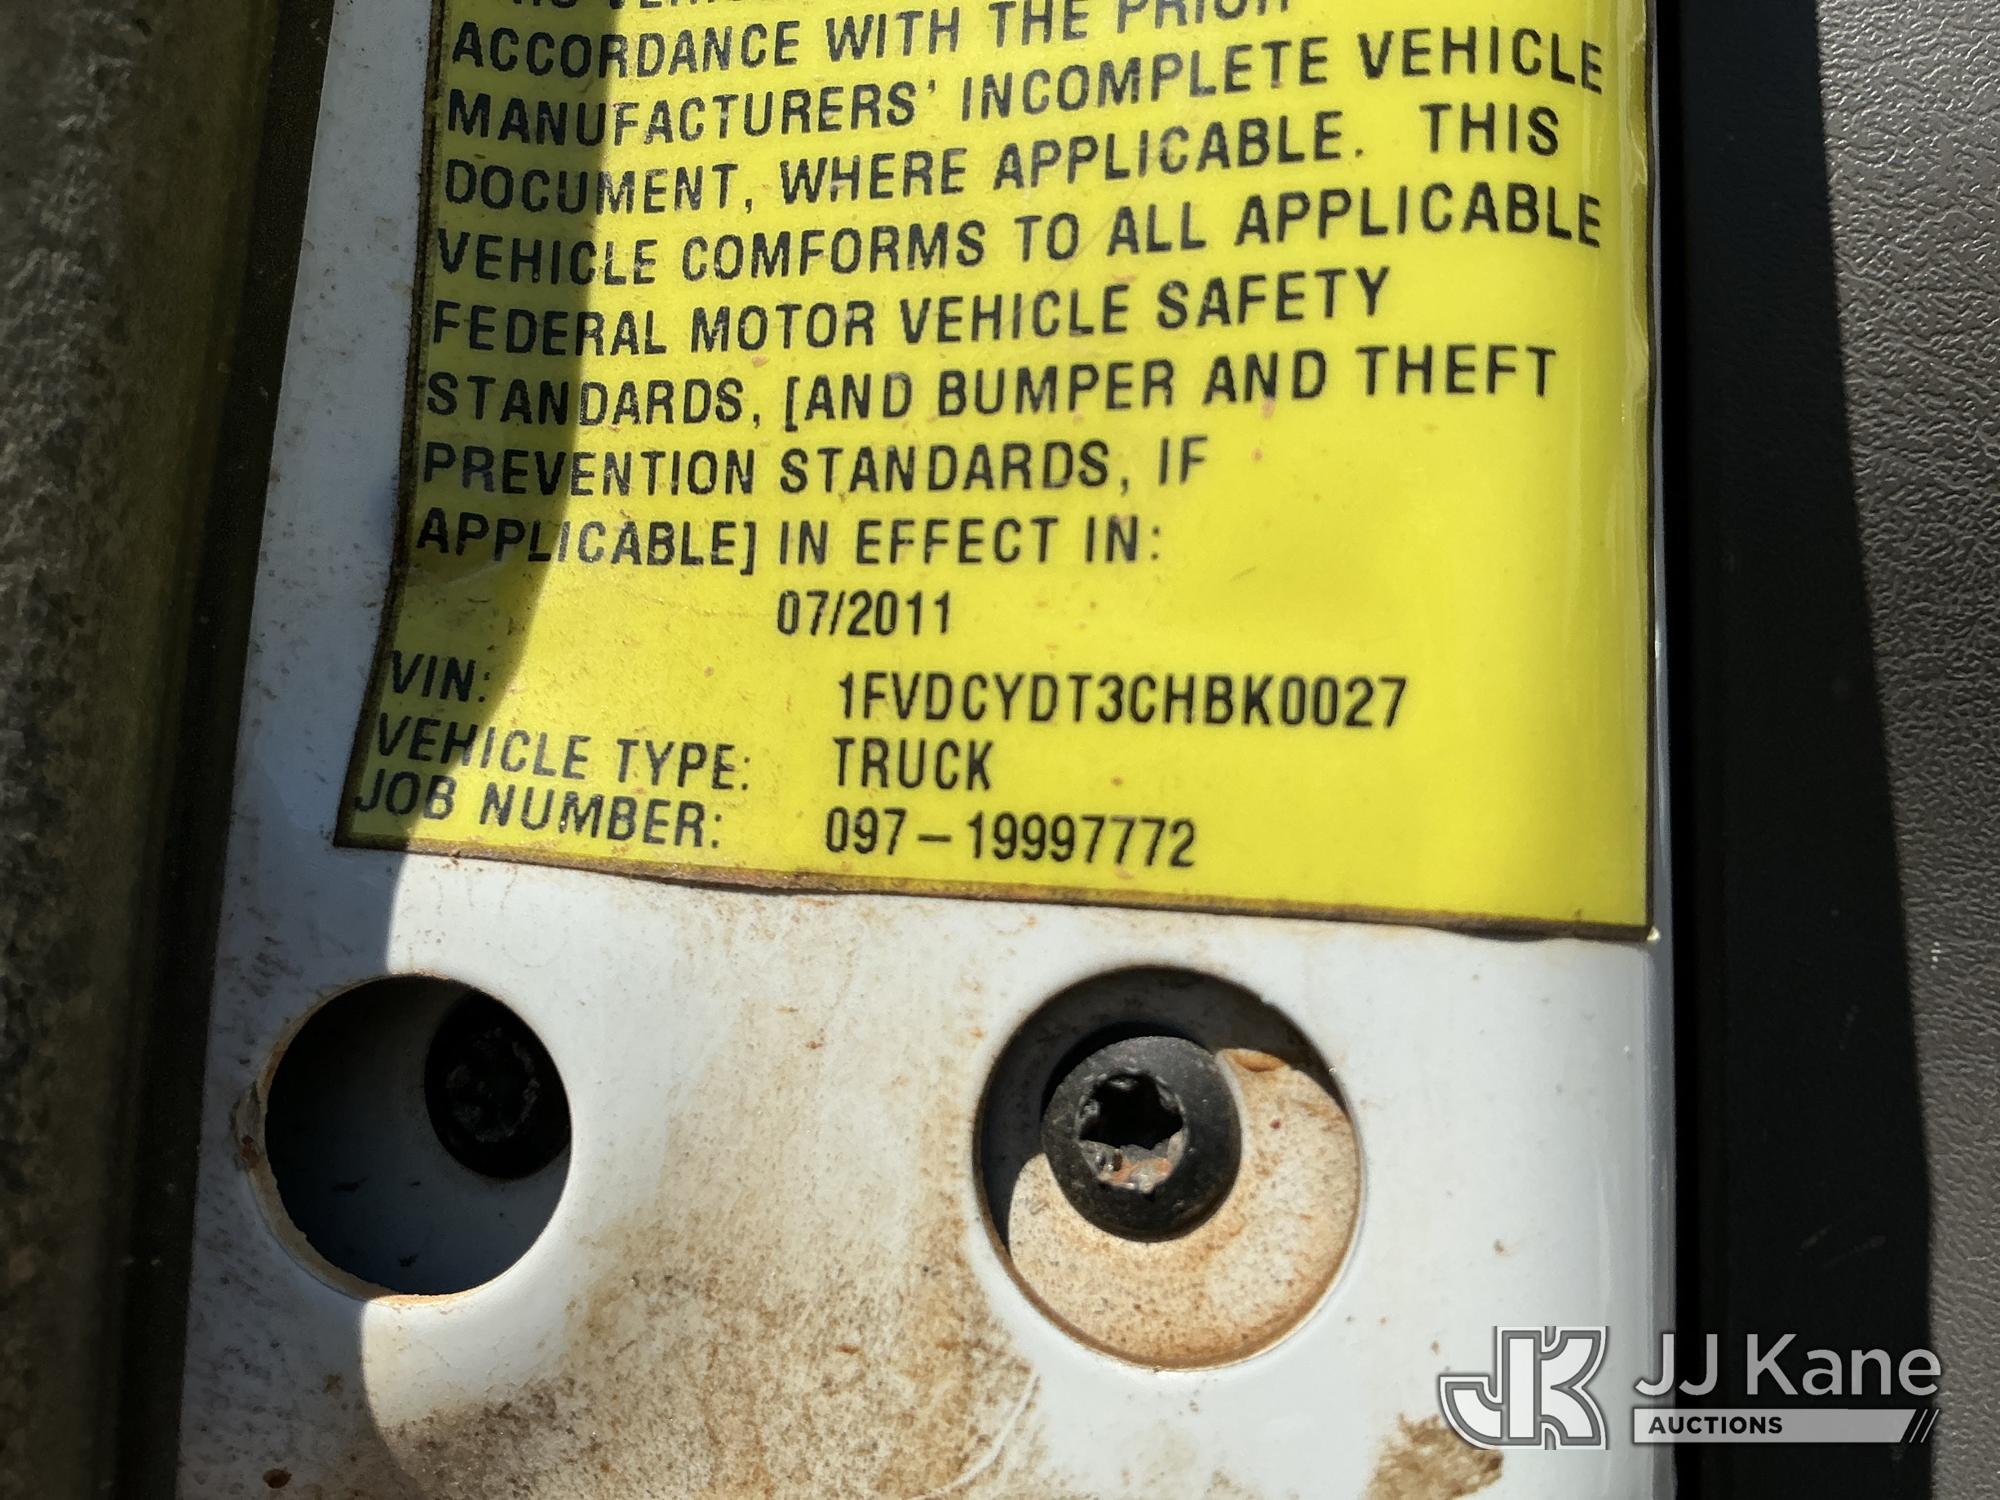 ACCORDANCE WITH THE PRIOR
MANUFACTURERS' INCOMPLETE VEHICLE
DOCUMENT, WHERE APPLICABLE. THIS
VEHICLE COMFORMS TO ALL APPLICABLE
FEDERAL MOTOR VEHICLE SAFETY
STANDARDS, [AND BUMPER AND THEFT
PREVENTION STANDARDS, IF
APPLICABLE] IN EFFECT IN:
07/2011
VIN: 1FVDCYDT3CHBK0027
VEHICLE TYPE: TRUCK
JOB NUMBER: 097-19997772
JK JJ Kane
AUCTIONS